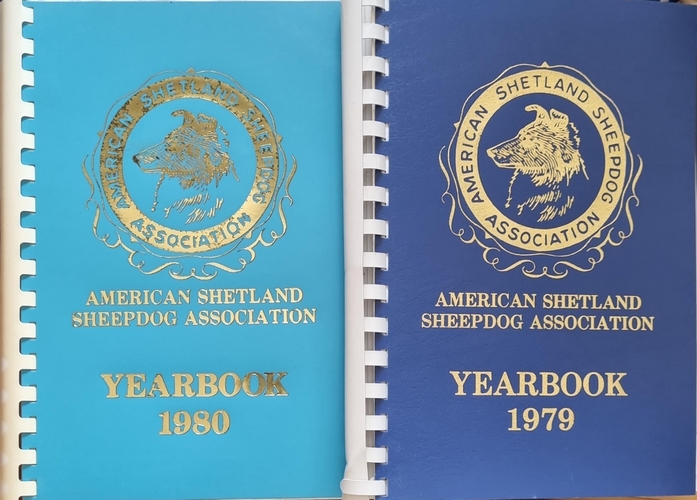 AMERICAN SHETLAND SHEEPDOG
ASSOCIATION
AMERICAN SHETLAND
SHEEPDOG ASSOCIATION
YEARBOOK
1980
AMERICAN SHETLAND SHEEPDOG
ASSOCIATION
AMERICAN SHETLAND
SHEEPDOG ASSOCIATION
YEARBOOK
1979